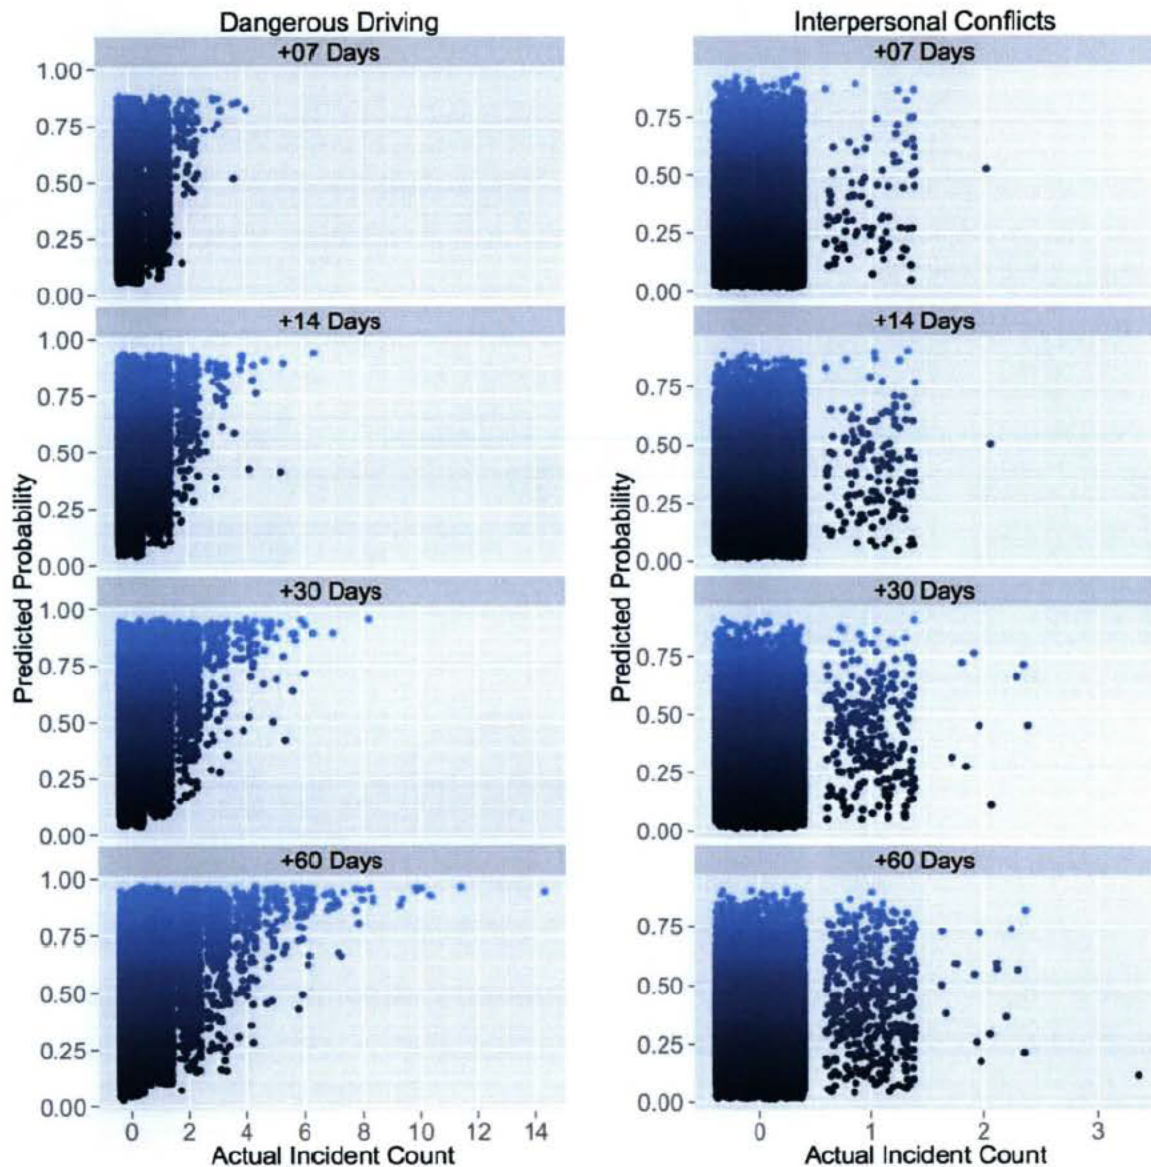 Dangerous Driving
+07 Days
1.00
0.75
0.50
0.25
0.00
+14 Days
1.00
0.75
0.50
0.25
0.00
+30 Days
1.00
0.75
0.50
0.25
0.00
+60 Days
1.00
0.75
0.50
0.25
0.00
0 2 4 6 8 10 12 14
Actual Incident Count
Predicted Probability
Interpersonal Conflicts
+07 Days
0.75
0.50
0.25
0.00
+14 Days
0.75
0.50
0.25
0.00
+30 Days
0.75
0.50
0.25
0.00
+60 Days
0.75
0.50
0.25
0.00
0 1 2 3
Actual Incident Count
Predicted Probability